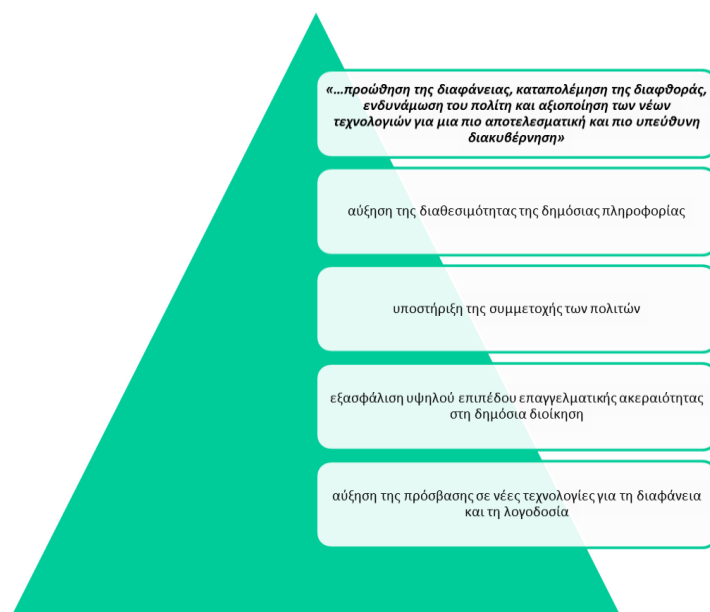 «...προώθηση της διαφάνειας, καταπολέμηση της διαφθοράς,
ενδυνάμωση του πολίτη και αξιοποίηση των νέων
τεχνολογιών για μια πιο αποτελεσματική και πιο υπεύθυνη
διακυβέρνηση»
αύξηση της διαθεσιμότητας της δημόσιας πληροφορίας
υποστήριξη της συμμετοχής των πολιτών
εξασφάλιση υψηλού επιπέδου επαγγελματικής ακεραιότητας
στη δημόσια διοίκηση
αύξηση της πρόσβασης σε νέες τεχνολογίες για τη διαφάνεια
και τη λογοδοσία